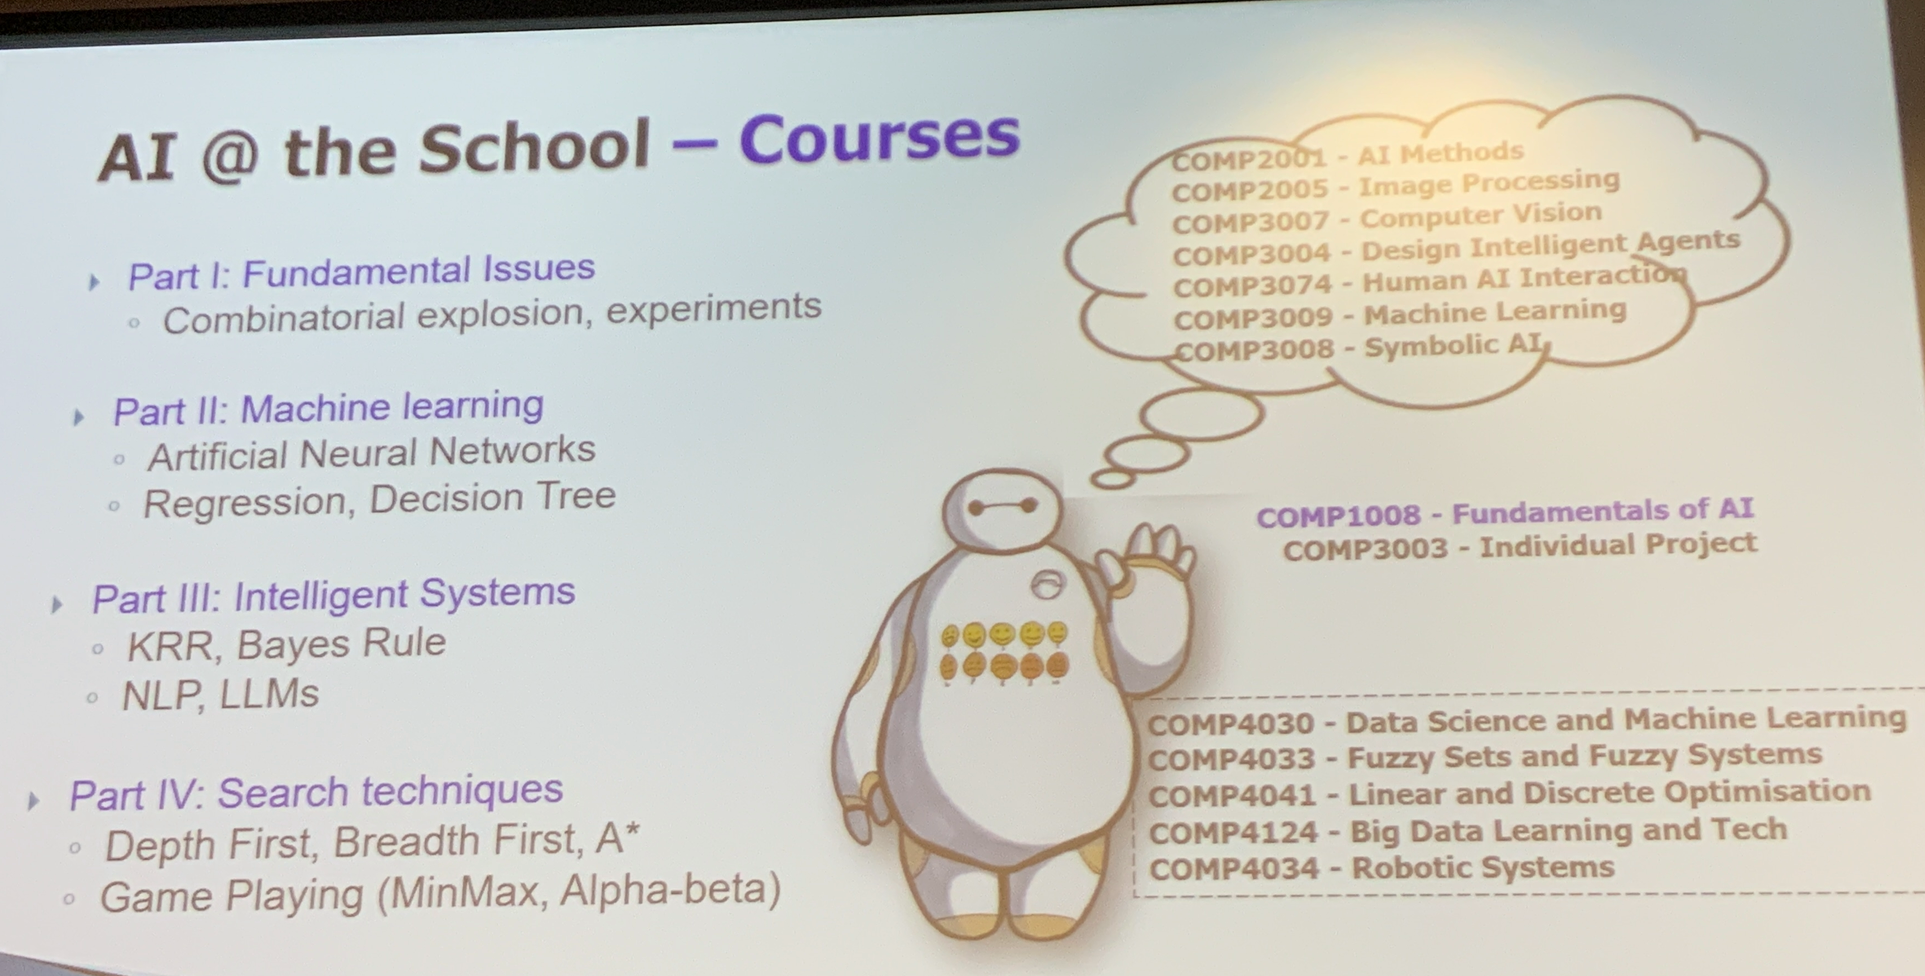 AI @ the School – Courses
Part I: Fundamental Issues
Combinatorial explosion, experiments
Part II: Machine learning
Artificial Neural Networks
Regression, Decision Tree
Part III: Intelligent Systems
KRR, Bayes Rule
NLP, LLMs
Part IV: Search techniques
Depth First, Breadth First, A*
Game Playing (MinMax, Alpha-beta)
COMP2001 - AI Methods
COMP2005 - Image Processing
COMP3007 - Computer Vision
COMP3004 - Design Intelligent Agents
COMP3074 - Human AI Interaction
COMP3009 - Machine Learning
COMP3008 - Symbolic AI
COMP1008 - Fundamentals of AI
COMP3003 - Individual Project
COMP4030 - Data Science and Machine Learning
COMP4033 - Fuzzy Sets and Fuzzy Systems
COMP4041 - Linear and Discrete Optimisation
COMP4124 - Big Data Learning and Tech
COMP4034 - Robotic Systems